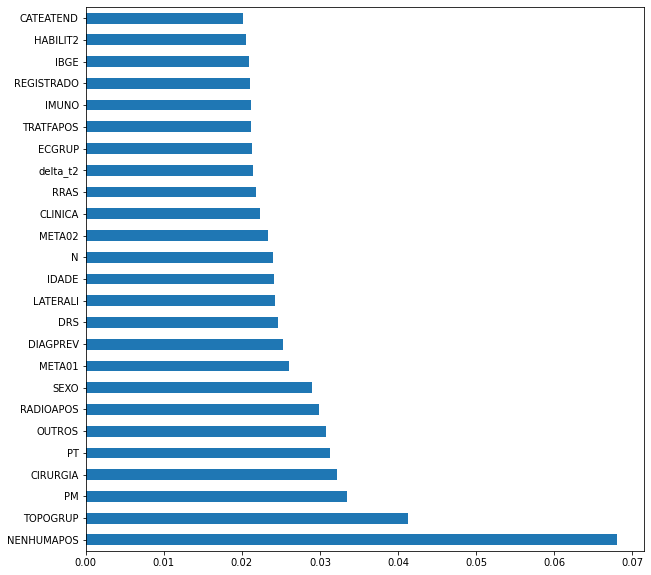 CATEATEND
HABILIT2
IBGE
REGISTRADO
IMUNO
TRATFAPOS
ECGRUP
delta_t2
RRAS
CLINICA
META02
N
IDADE
LATERALI
DRS
DIAGPREV
META01
SEXO
RADIOAPOS
OUTROS
PT
CIRURGIA
PM
TOPOGRUP
NENHUMAPOS
0.00 0.01 0.02 0.03 0.04 0.05 0.06 0.07